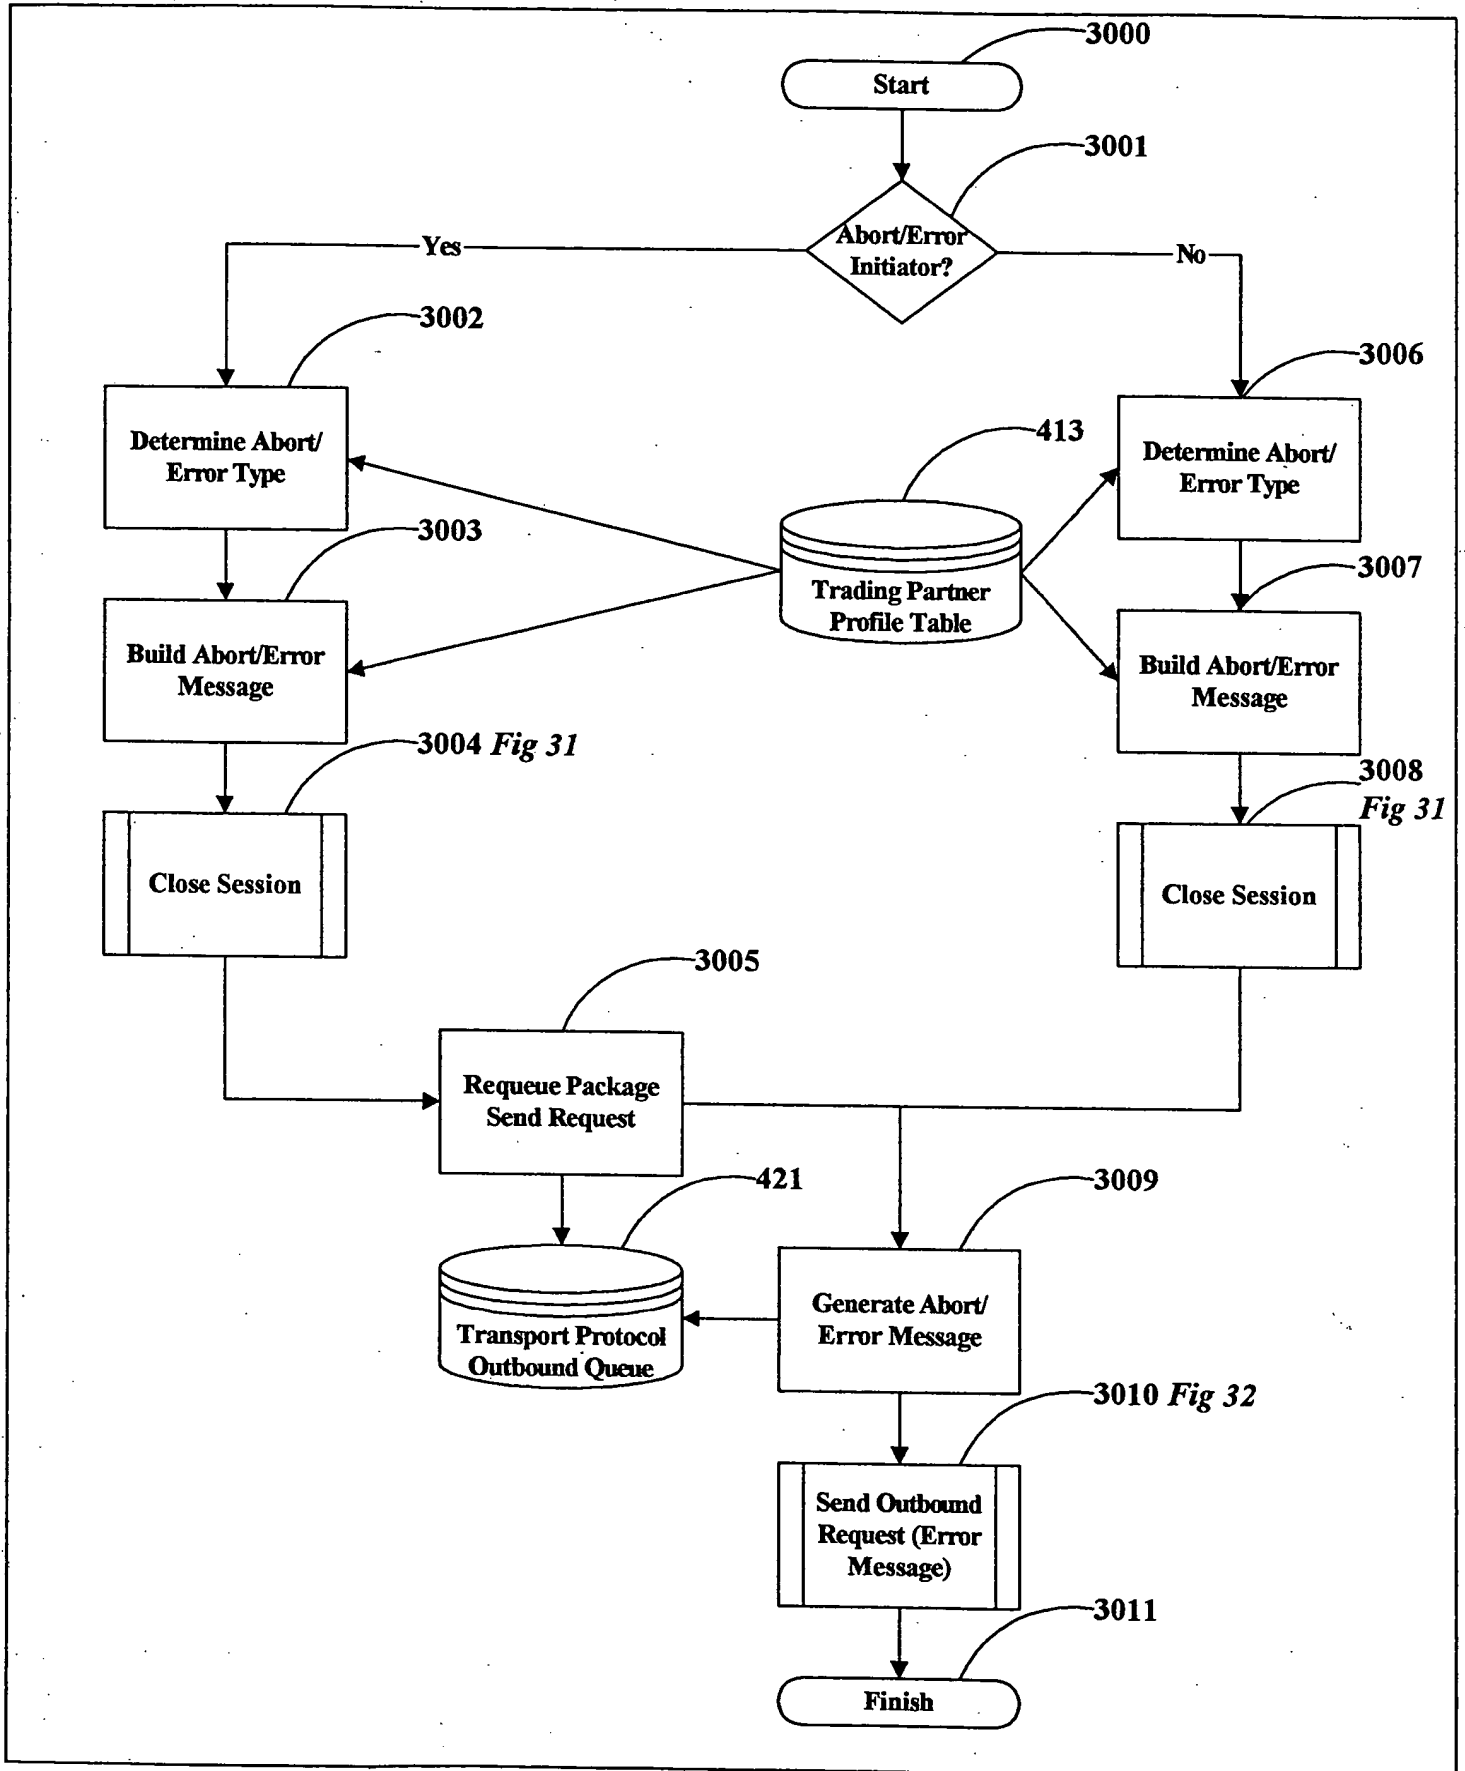 3000
Start
3001
Abort/Error
Initiator?
Yes
No
3002
3006
Determine Abort/
Error Type
413
Determine Abort/
Error Type
3003
Trading Partner
Profile Table
3007
Build Abort/Error
Message
Build Abort/Error
Message
3004 Fig 31
3008
Fig 31
Close Session
Close Session
3005
Requeue Package
Send Request
421
3009
Transport Protocol
Outbound Queue
Generate Abort/
Error Message
3010 Fig 32
Send Outbound
Request (Error
Message)
3011
Finish